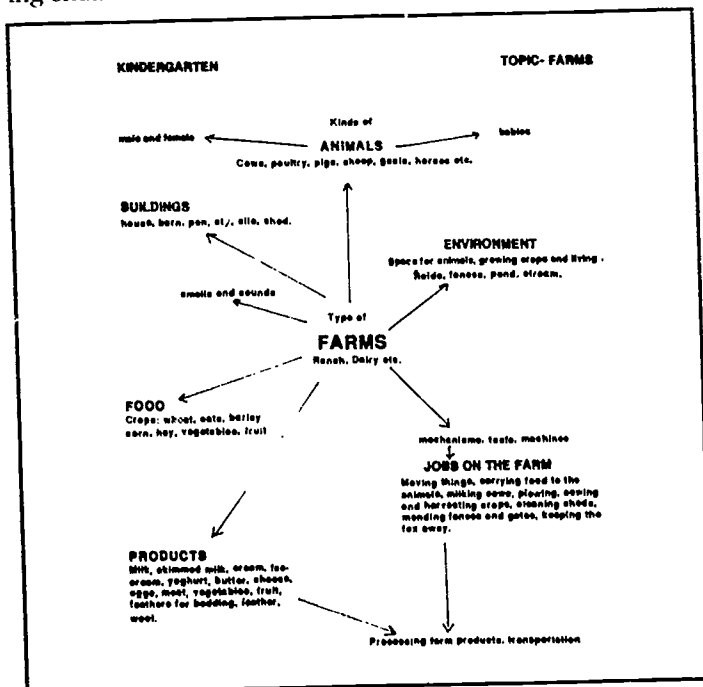 KINDERGARTEN
TOPIC- FARMS
Kinds of
male and female
ANIMALS
babies
Cows, poultry, pigs, sheep, goats, horses etc.
BUILDINGS
house, barn, pen, sty, silo, shed.
ENVIRONMENT
Space for animals, growing crops and living.
fields, fences, pond, stream.
smells and sounds
Type of
FARMS
Ranch, Dairy etc.
FOOD
Crops: wheat, oats, barley
corn, hay, vegetables, fruit
mechanisms, tools, machines
JOBS ON THE FARM
Moving things, carrying food to the
animals, milking cows, plowing, sowing
and harvesting crops, cleaning sheds,
mending fences and gates, keeping the
fox away.
PRODUCTS
Milk, skimmed milk, cream, ice-
cream, yoghurt, butter, cheese,
eggs, meat, vegetables, fruit,
feathers for bedding, leather,
wool.
Processing farm products, transportation